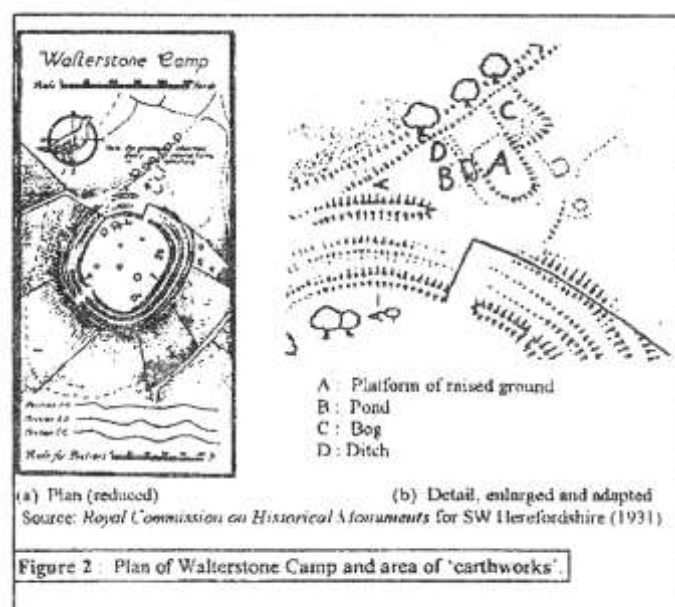 Walterstone Camp
A
B
C
D
A : Platform of raised ground
B : Pond
C : Bog
D : Ditch
(a) Plan (reduced)
(b) Detail, enlarged and adapted
Source: Royal Commission on Historical Monuments for SW Herefordshire (1931)
Figure 2 : Plan of Walterstone Camp and area of 'earthworks'.